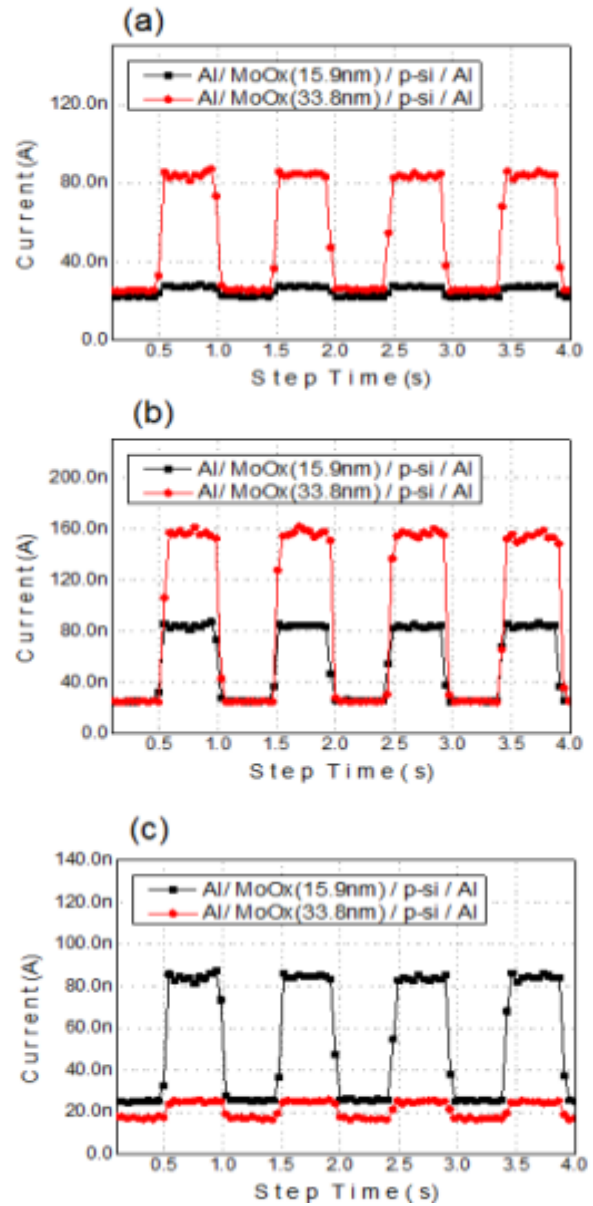 (a)
Al/ MoOx(15.9nm) / p-si / Al
Al/ MoOx(33.8nm) / p-si / Al
120.0n
80.0n
40.0n
0.0
Current(A)
0.5 1.0 1.5 2.0 2.5 3.0 3.5 4.0
Step Time(s)
(b)
Al/ MoOx(15.9nm) / p-si / Al
Al/ MoOx(33.8nm) / p-si / Al
200.0n
160.0n
120.0n
80.0n
40.0n
0.0
Current(A)
0.5 1.0 1.5 2.0 2.5 3.0 3.5 4.0
Step Time(s)
(c)
Al/ MoOx(15.9nm) / p-si / Al
Al/ MoOx(33.8nm) / p-si / Al
140.0n
120.0n
100.0n
80.0n
60.0n
40.0n
20.0n
0.0
Current(A)
0.5 1.0 1.5 2.0 2.5 3.0 3.5 4.0
Step Time(s)